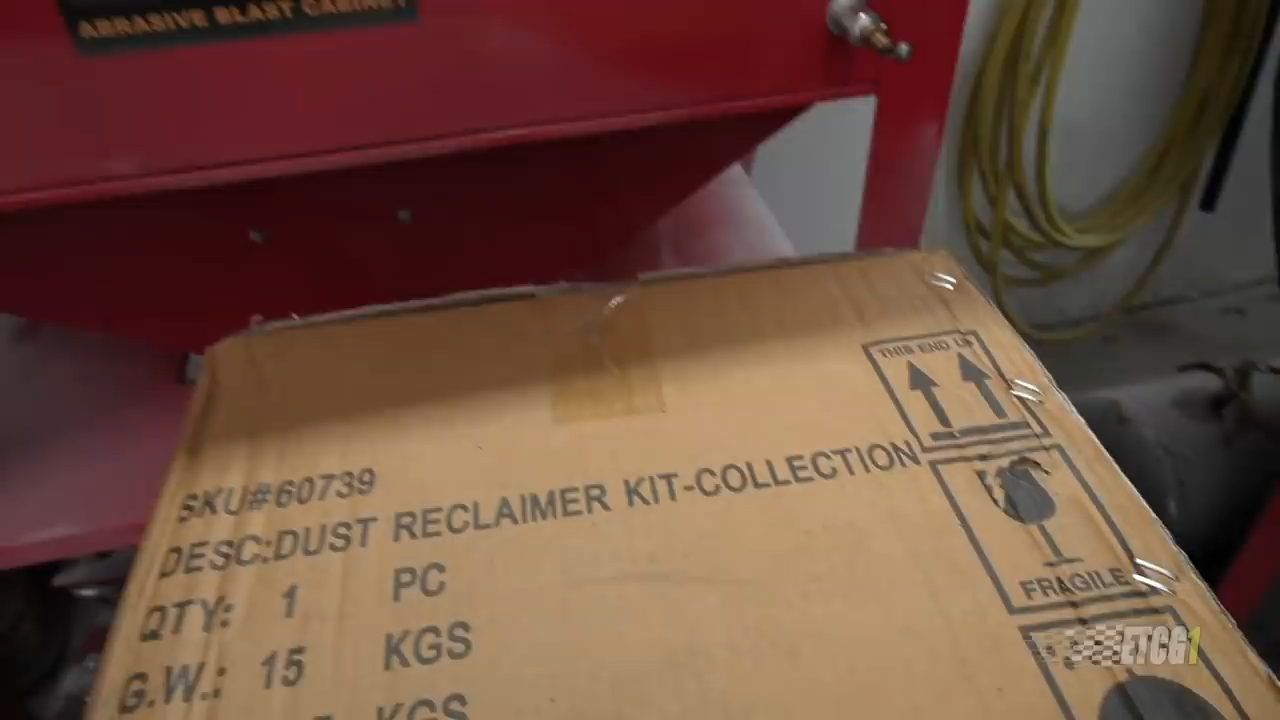 ABRASIVE BLAST CABINET
THIS END UP
SKU#60739
DESC:DUST RECLAIMER KIT-COLLECTION
QTY: 1 PC
G.W.: 15 KGS
KGS
FRAGILE
ETCG1